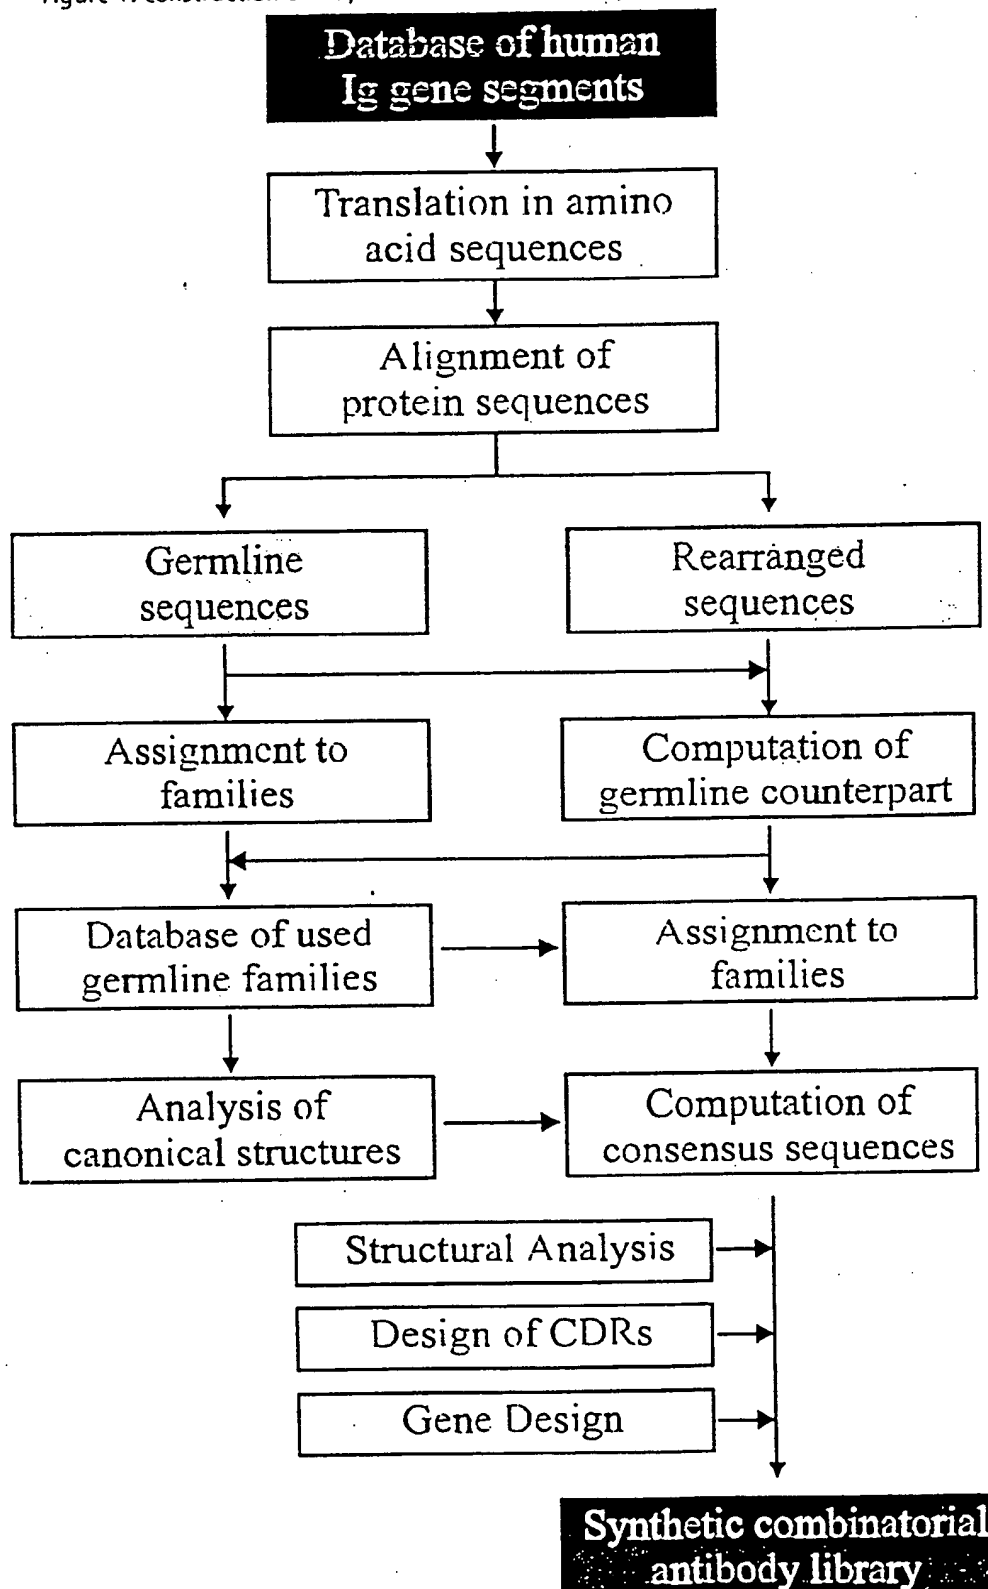 Database of human
Ig gene segments
Translation in amino
acid sequences
Alignment of
protein sequences
Germline
sequences
Rearranged
sequences
Assignment to
families
Computation of
germline counterpart
Database of used
germline families
Assignment to
families
Analysis of
canonical structures
Computation of
consensus sequences
Structural Analysis
Design of CDRs
Gene Design
Synthetic combinatorial
antibody library